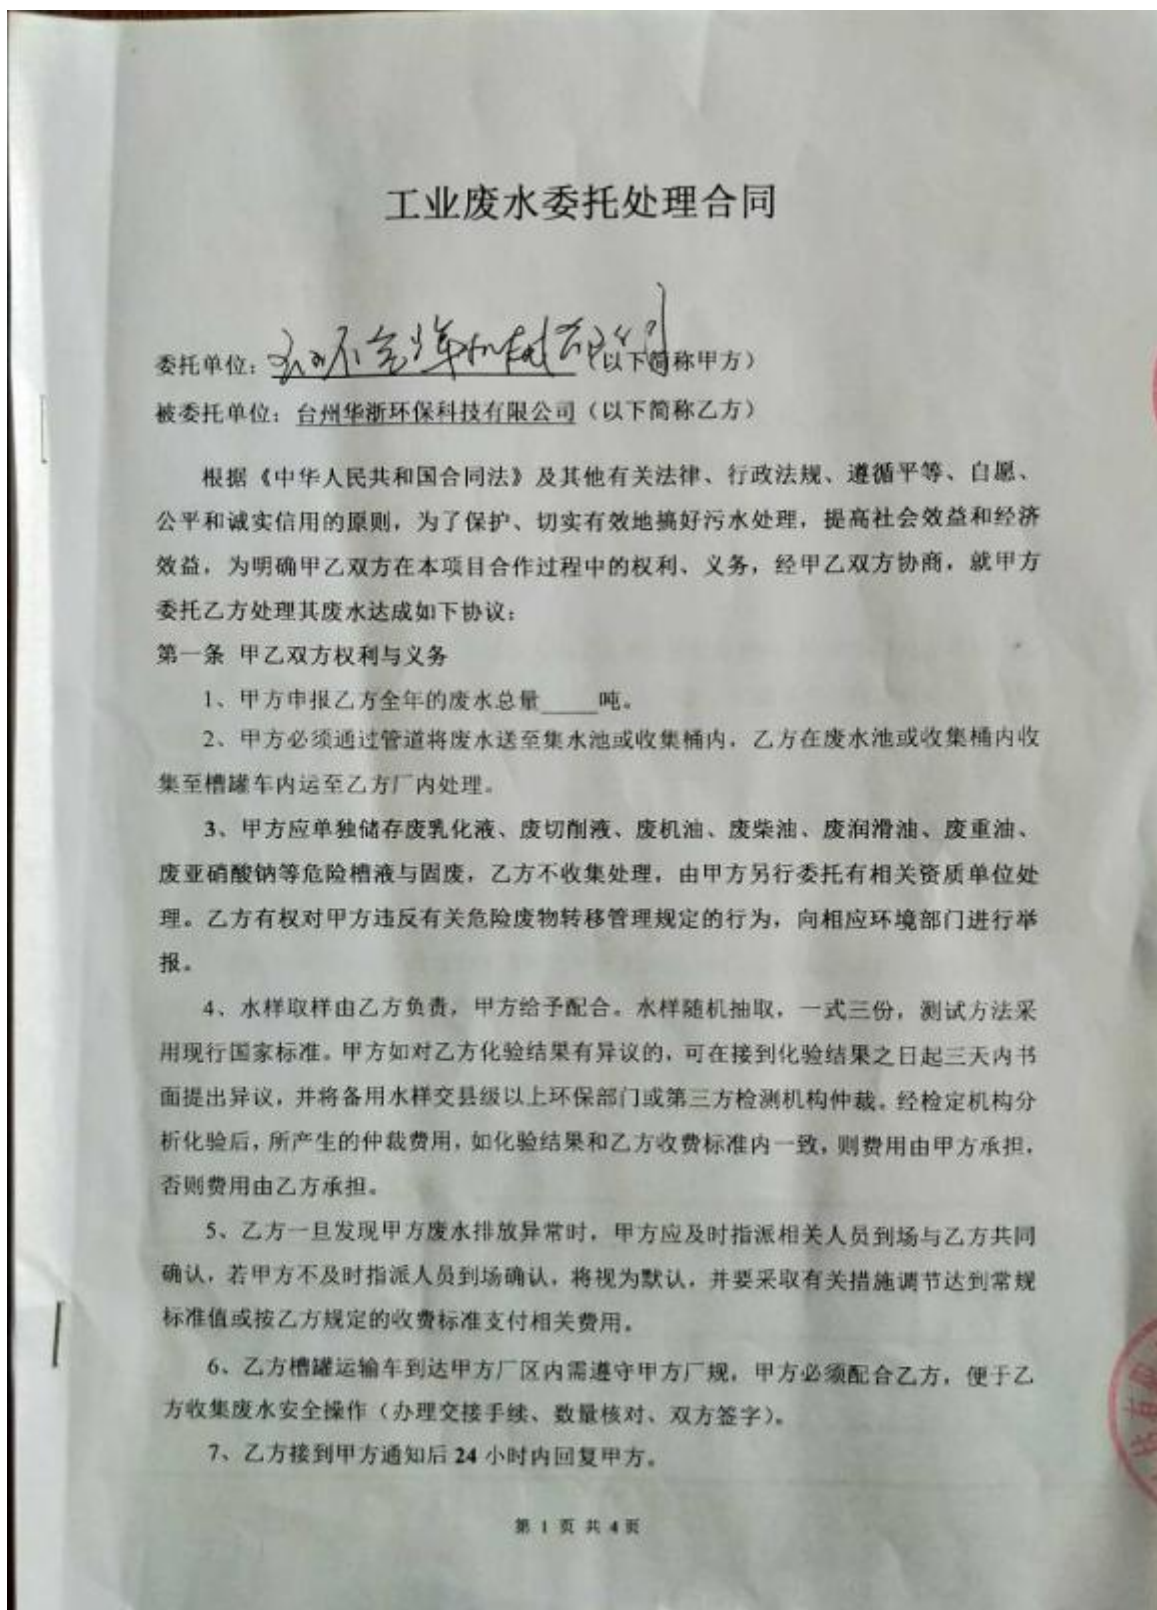 工业废水委托处理合同
委托单位：（以下简称甲方）
被委托单位：台州华浙环保科技有限公司（以下简称乙方）
根据《中华人民共和国合同法》及其他有关法律、行政法规、遵循平等、自愿、
公平和诚实信用的原则，为了保护、切实有效地搞好污水处理，提高社会效益和经济
效益，为明确甲乙双方在本项目合作过程中的权利、义务，经甲乙双方协商，就甲方
委托乙方处理其废水达成如下协议：
第一条 甲乙双方权利与义务
1、甲方申报乙方全年的废水总量_____吨。
2、甲方必须通过管道将废水送至集水池或收集桶内，乙方在废水池或收集桶内收
集至槽罐车内运至乙方厂内处理。
3、甲方应单独储存废乳化液、废切削液、废机油、废柴油、废润滑油、废重油、
废亚硝酸钠等危险槽液与固废，乙方不收集处理，由甲方另行委托有相关资质单位处
理。乙方有权对甲方违反有关危险废物转移管理规定的行为，向相应环境部门进行举
报。
4、水样取样由乙方负责，甲方给予配合。水样随机抽取，一式三份，测试方法采
用现行国家标准。甲方如对乙方化验结果有异议的，可在接到化验结果之日起三天内书
面提出异议，并将备用水样交县级以上环保部门或第三方检测机构仲裁。经检定机构分
析化验后，所产生的仲裁费用，如化验结果和乙方收费标准内一致，则费用由甲方承担，
否则费用由乙方承担。
5、乙方一旦发现甲方废水排放异常时，甲方应及时指派相关人员到场与乙方共同
确认，若甲方不及时指派人员到场确认，将视为默认，并要采取有关措施调节达到常规
标准值或按乙方规定的收费标准支付相关费用。
6、乙方槽罐运输车到达甲方厂区内需遵守甲方厂规，甲方必须配合乙方，便于乙
方收集废水安全操作（办理交接手续、数量核对、双方签字）。
7、乙方接到甲方通知后 24 小时内回复甲方。
第 1 页 共 4 页